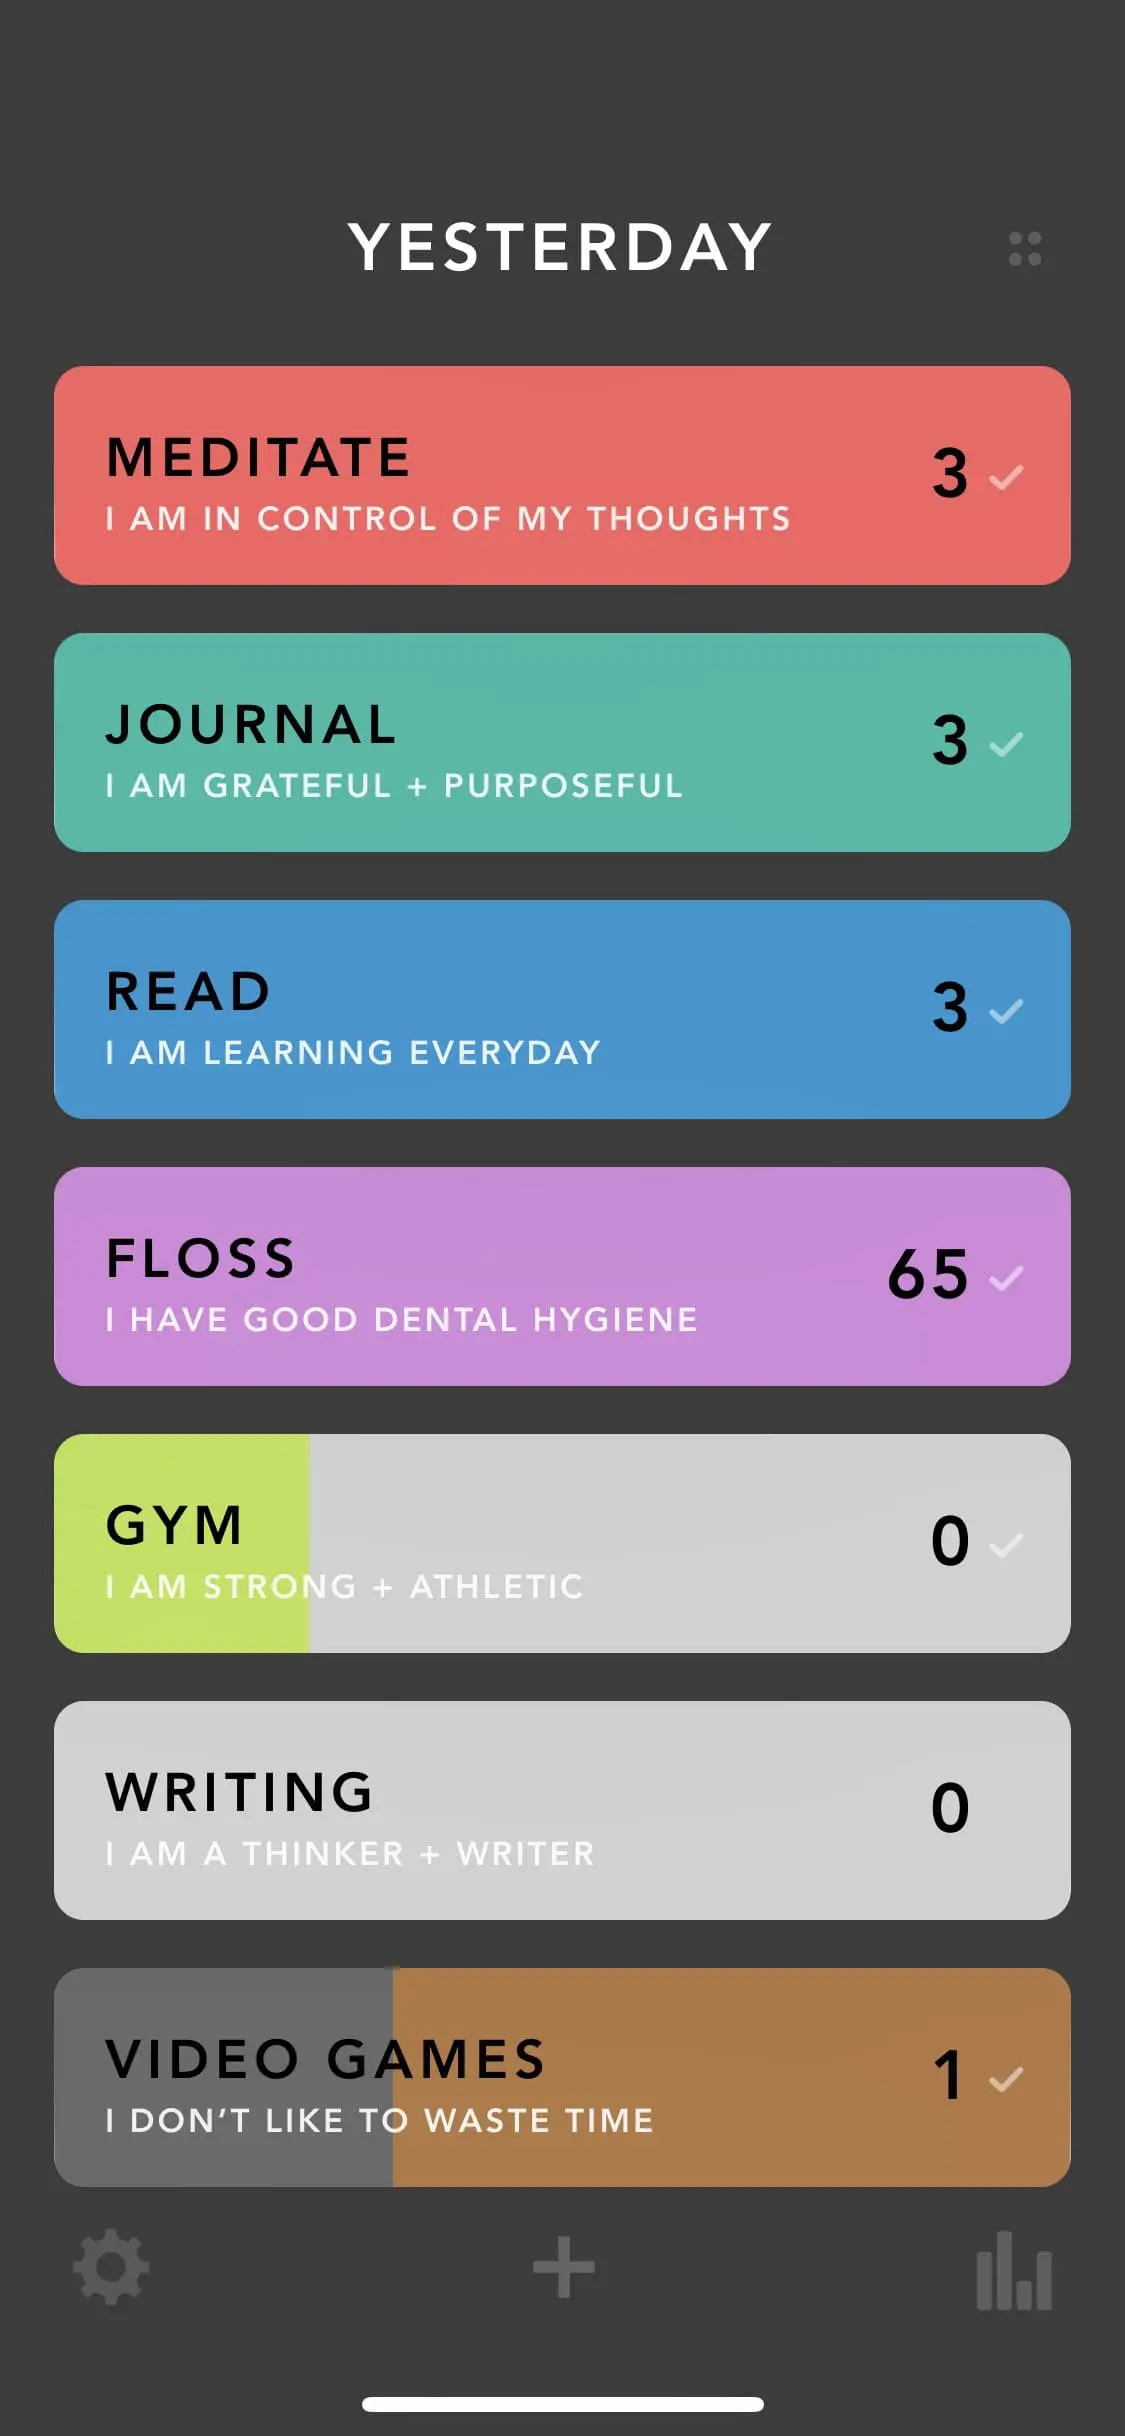 YESTERDAY
MEDITATE
I AM IN CONTROL OF MY THOUGHTS
3
JOURNAL
I AM GRATEFUL + PURPOSEFUL
3
READ
I AM LEARNING EVERYDAY
3
FLOSS
I HAVE GOOD DENTAL HYGIENE
65
GYM
I AM STRONG + ATHLETIC
0
WRITING
I AM A THINKER + WRITER
0
VIDEO GAMES
I DON'T LIKE TO WASTE TIME
1